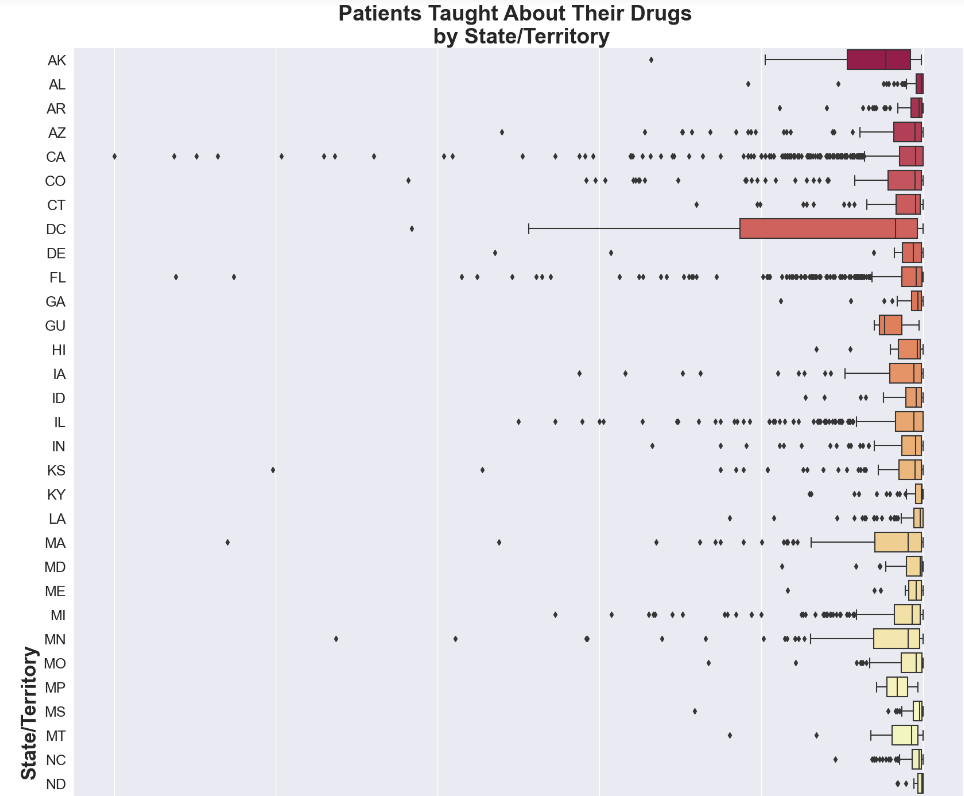 Patients Taught About Their Drugs
by State/Territory
AK
AL
AR
AZ
CA
CO
CT
DC
DE
FL
GA
GU
HI
IA
ID
IL
IN
KS
KY
LA
MA
MD
ME
MI
MN
MO
MP
MS
MT
NC
ND
State/Territory